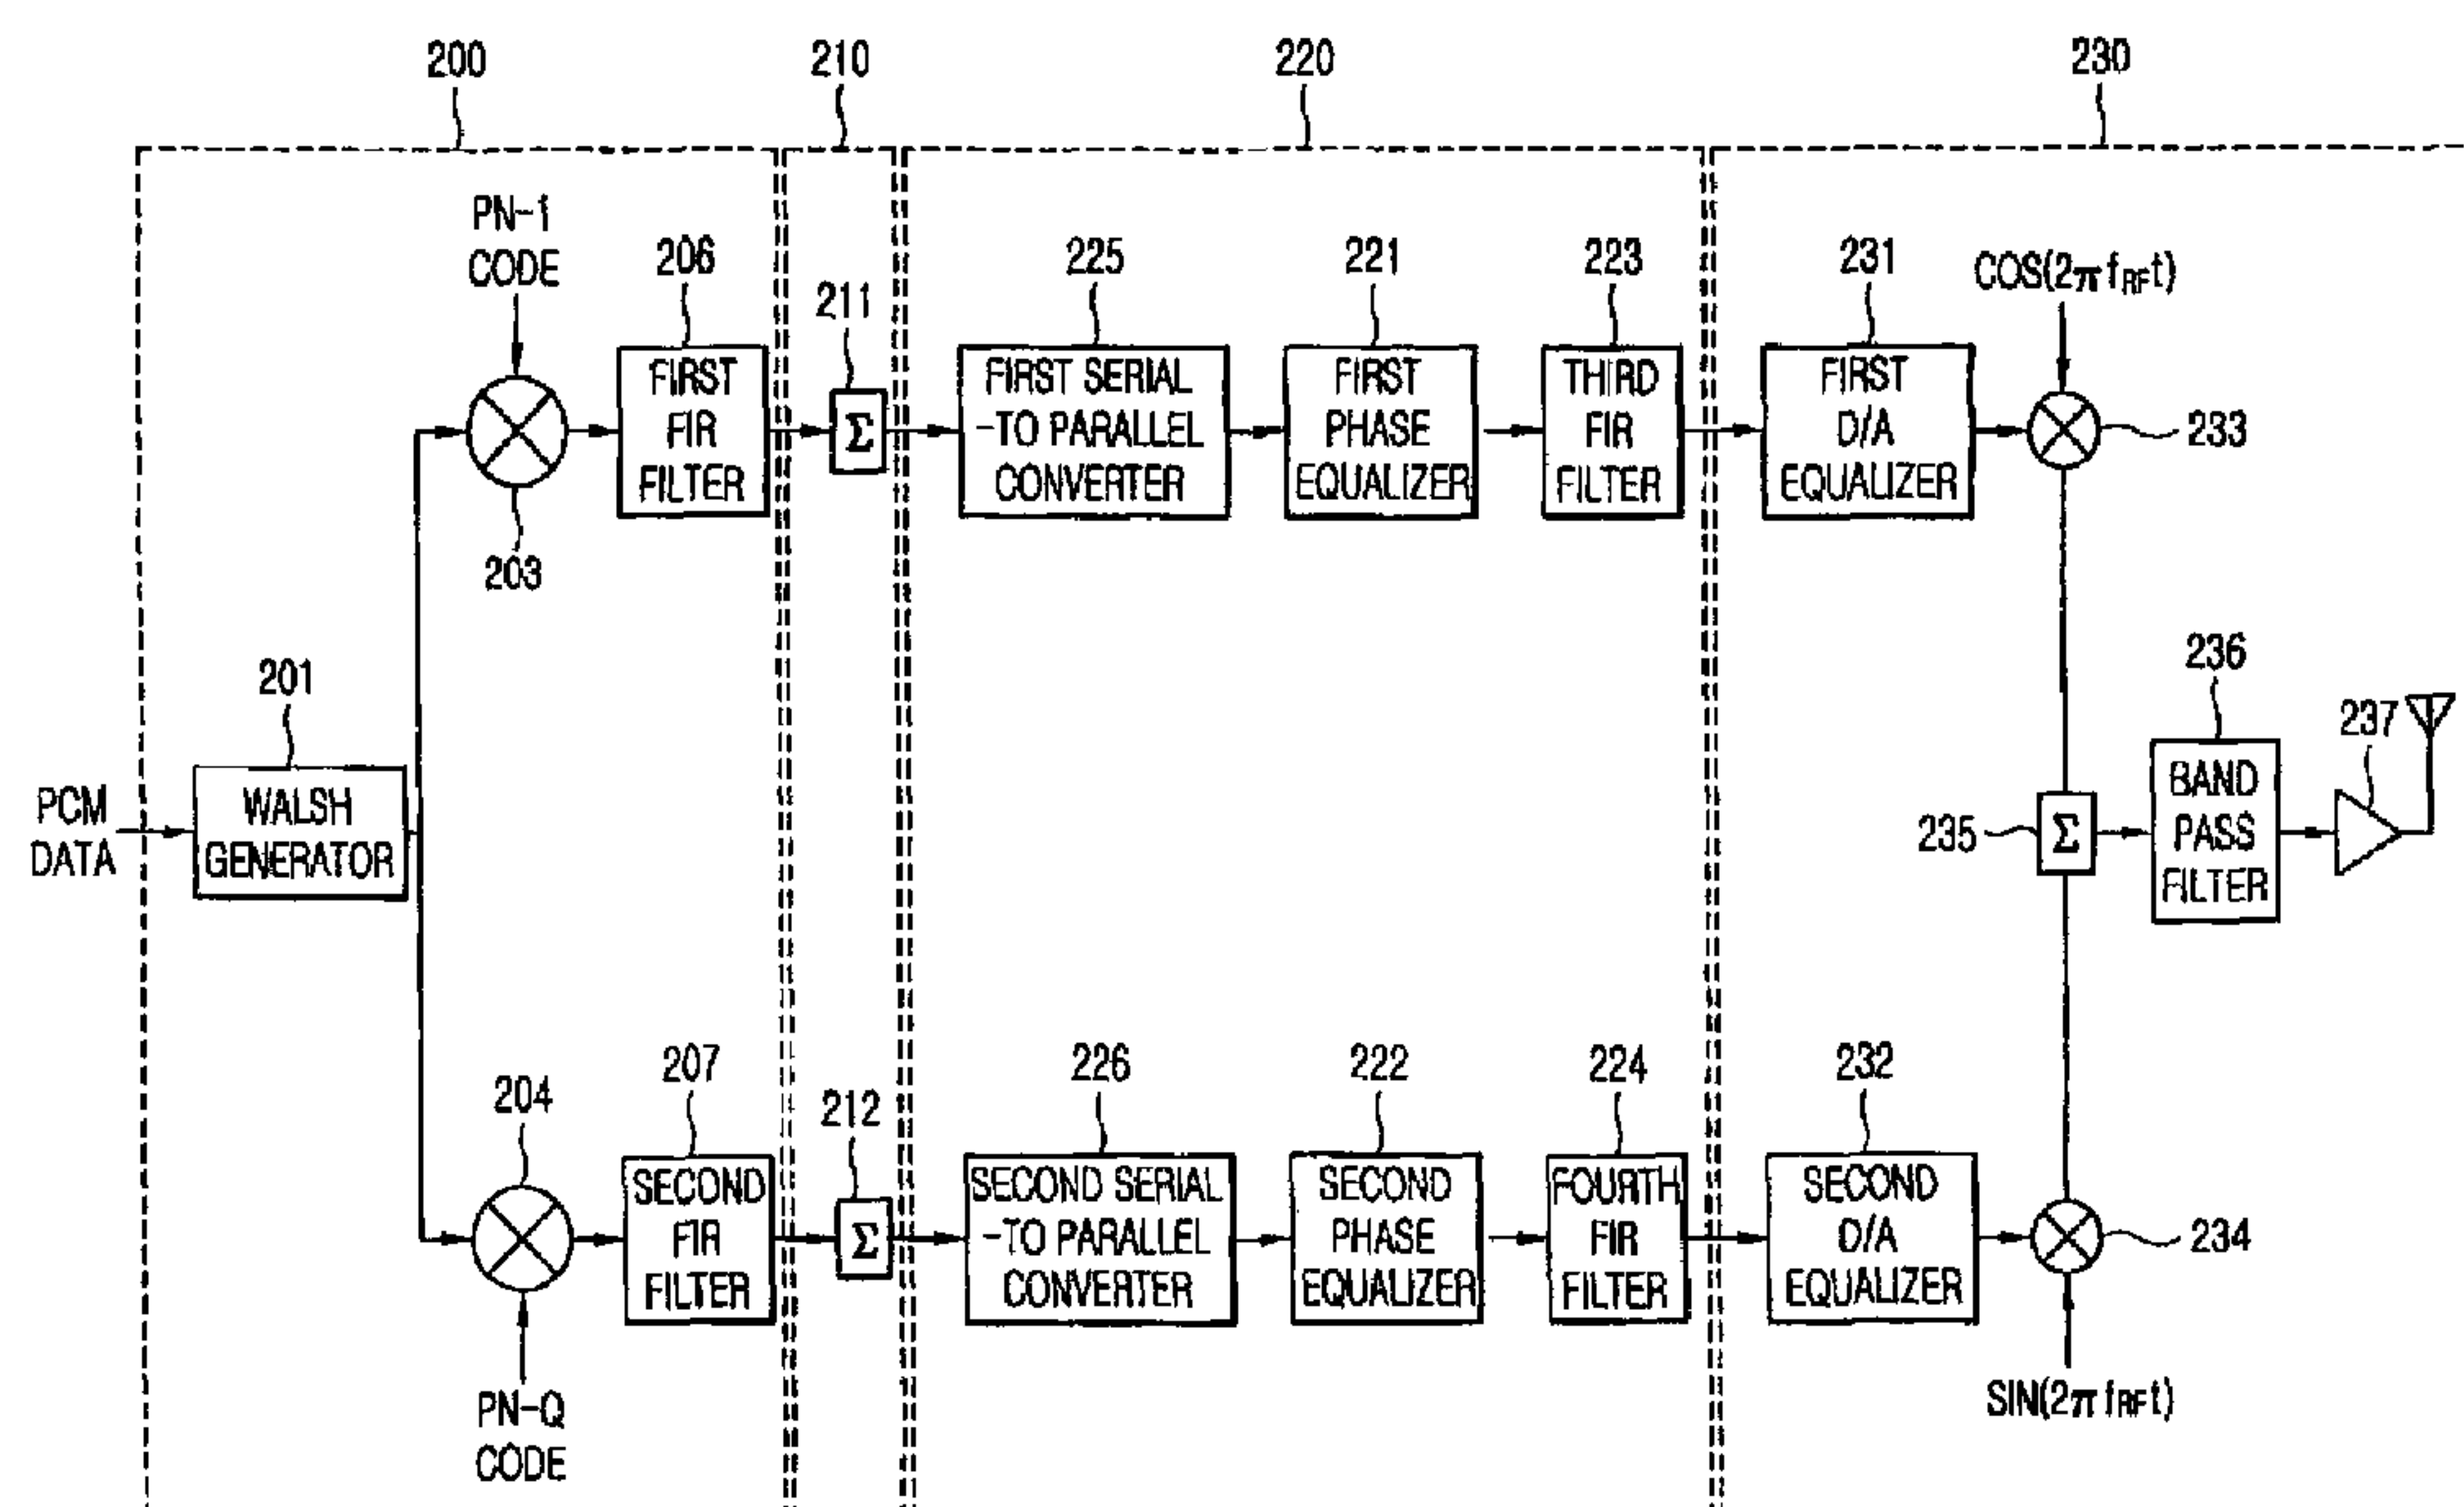 200
210
220
230
PN-1
CODE
206
211
225
221
223
231
COS(2πfRFt)
FIRST
FIR
FILTER
Σ
FIRST SERIAL
-TO PARALLEL
CONVERTER
FIRST
PHASE
EQUALIZER
THIRD
FIR
FILTER
FIRST
D/A
EQUALIZER
233
203
201
PCM
DATA
WALSH
GENERATOR
235
Σ
236
BAND
PASS
FILTER
237
204
207
212
226
222
224
232
SECOND
FIR
FILTER
Σ
SECOND SERIAL
-TO PARALLEL
CONVERTER
SECOND
PHASE
EQUALIZER
FOURTH
FIR
FILTER
SECOND
D/A
EQUALIZER
234
PN-Q
CODE
SIN(2πfRFt)